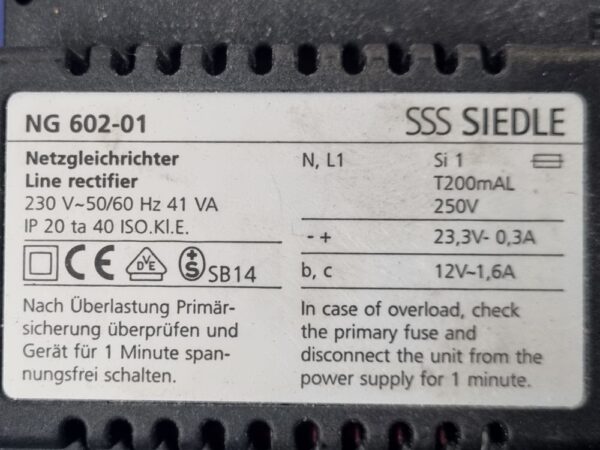 NG 602-01
SSS SIEDLE
Netzgleichrichter
Line rectifier
230 V~50/60 Hz 41 VA
IP 20 ta 40 ISO.Kl.E.
CE DVE +S SB14
Nach Überlastung Primär-
sicherung überprüfen und
Gerät für 1 Minute span-
nungsfrei schalten.
N, L1 Si 1
T200mAL
250V
- + 23,3V- 0,3A
b, c 12V~1,6A
In case of overload, check
the primary fuse and
disconnect the unit from the
power supply for 1 minute.